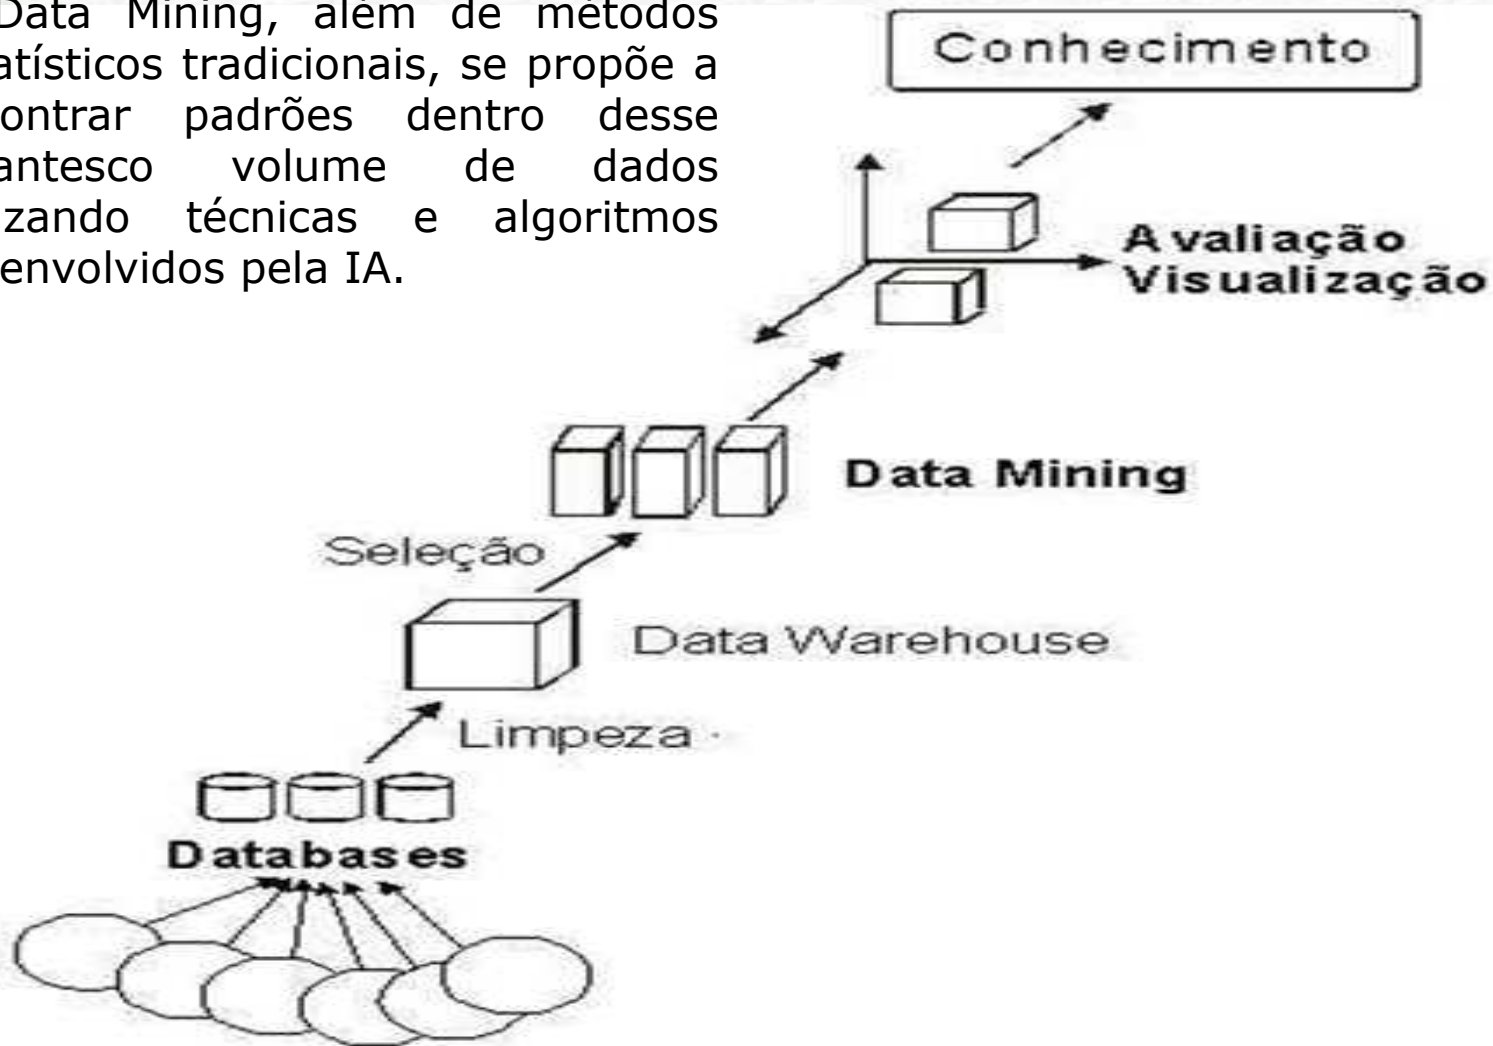 Data Mining, além de métodos
atísticos tradicionais, se propõe a
ontrar padrões dentro desse
antesco volume de dados
zando técnicas e algoritmos
envolvidos pela IA.
Conhecimento
Avaliação
Visualização
Data Mining
Seleção
Data Warehouse
Limpeza
Databases